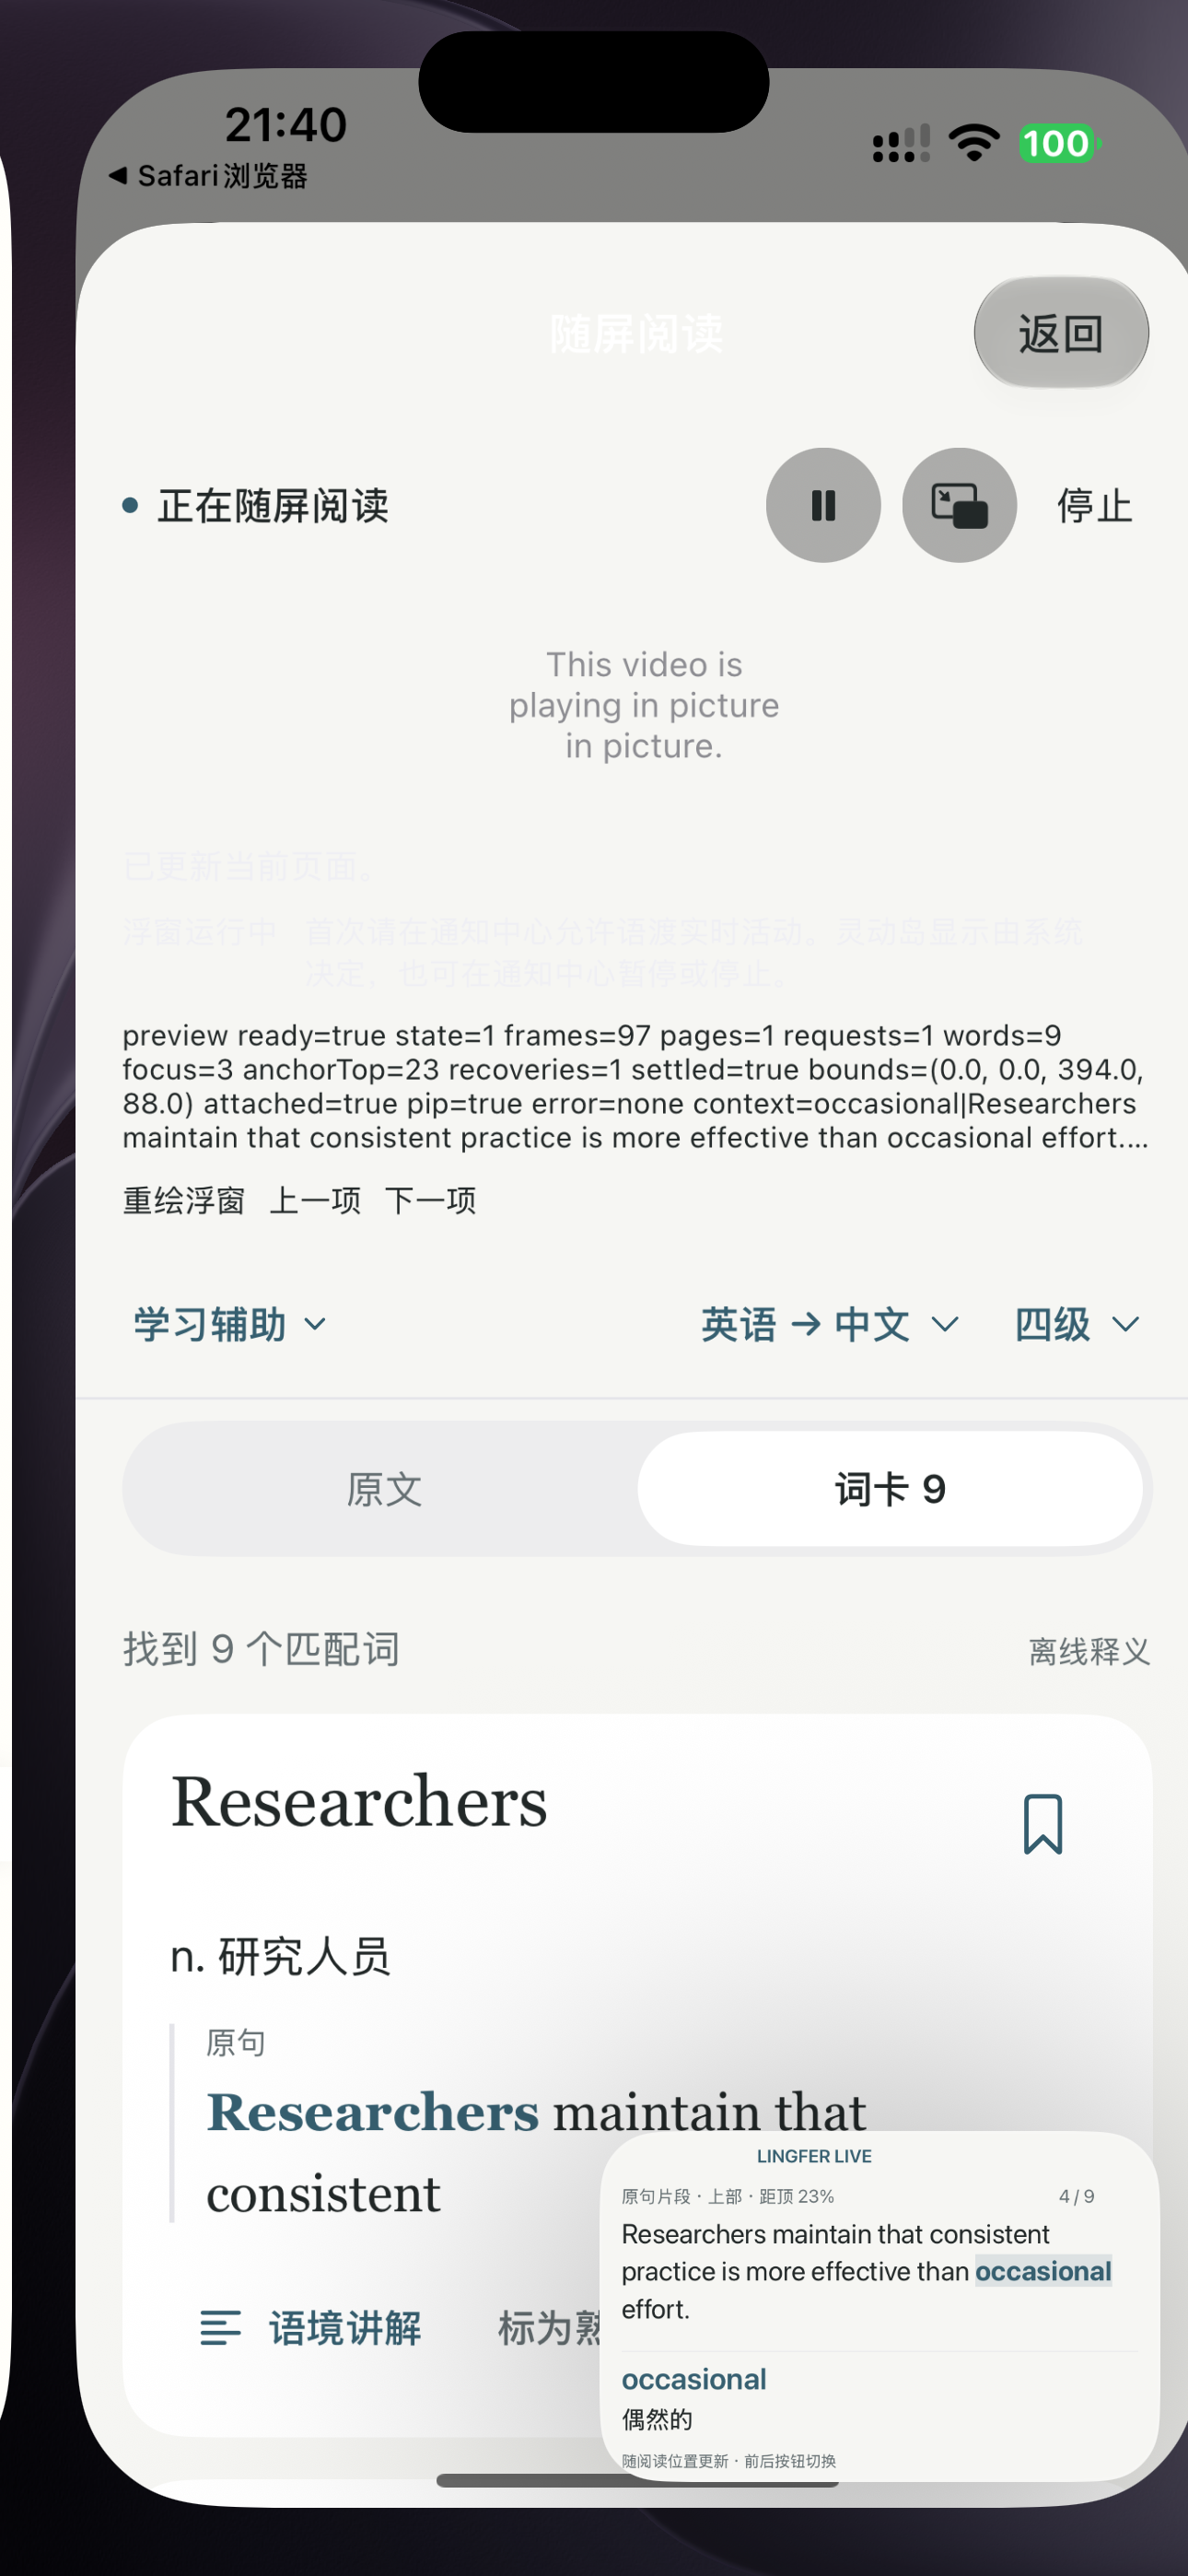 21:40
100
◀ Safari浏览器
随屏阅读
返回
正在随屏阅读
停止
This video is
playing in picture
in picture.
已更新当前页面。
浮窗运行中 首次请在通知中心允许语渡实时活动。灵动岛显示由系统
决定，也可在通知中心暂停或停止。
preview ready=true state=1 frames=97 pages=1 requests=1 words=9
focus=3 anchorTop=23 recoveries=1 settled=true bounds=(0.0, 0.0, 394.0,
88.0) attached=true pip=true error=none context=occasional|Researchers
maintain that consistent practice is more effective than occasional effort.…
重绘浮窗 上一项 下一项
学习辅助
英语 → 中文
四级
原文
词卡 9
找到 9 个匹配词
离线释义
Researchers
n. 研究人员
原句
Researchers maintain that
consistent
语境讲解
标为熟
LINGFER LIVE
原句片段 · 上部 · 距顶 23%
4 / 9
Researchers maintain that consistent
practice is more effective than occasional
effort.
occasional
偶然的
随阅读位置更新 · 前后按钮切换